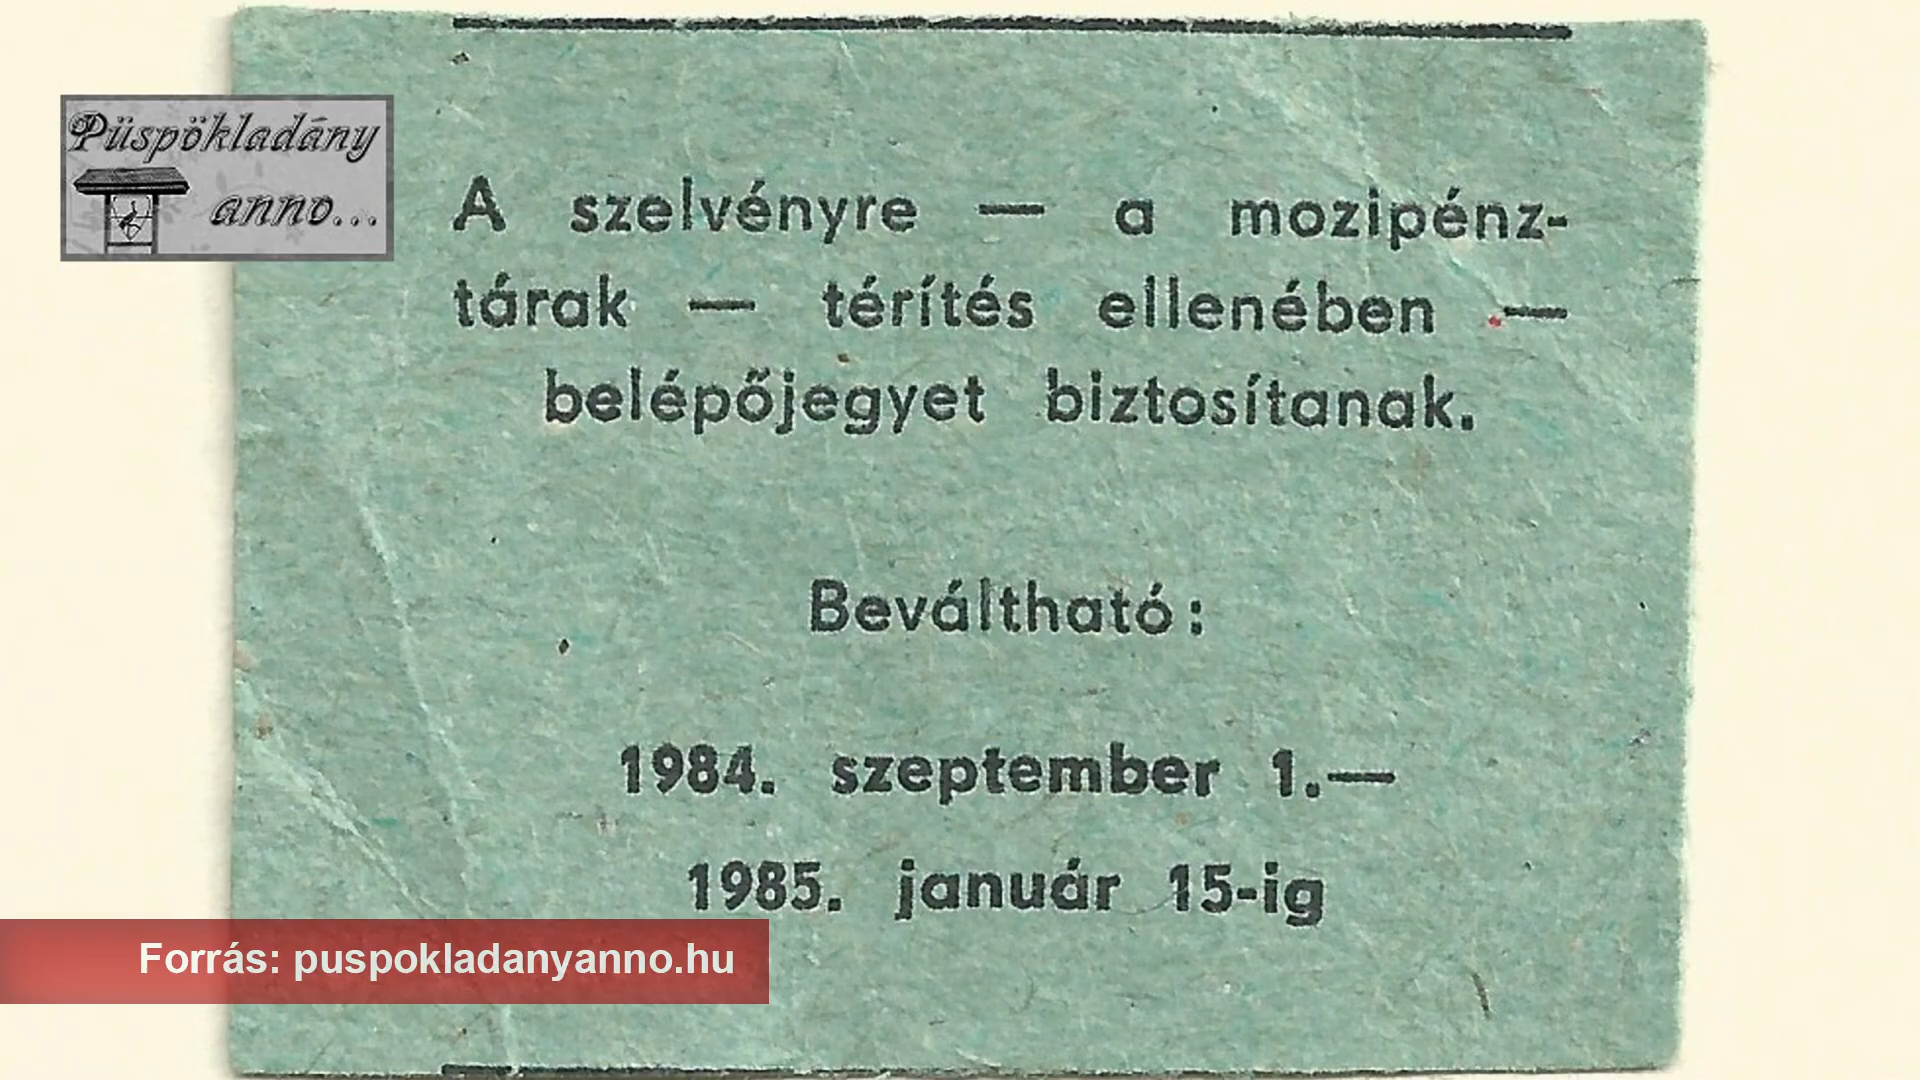 Püspökladány
anno...
A szelvényre — a mozipénz-
tárak — térítés ellenében —
belépőjegyet biztosítanak.
Beváltható:
1984. szeptember 1.—
1985. január 15-ig
Forrás: puspokladanyanno.hu